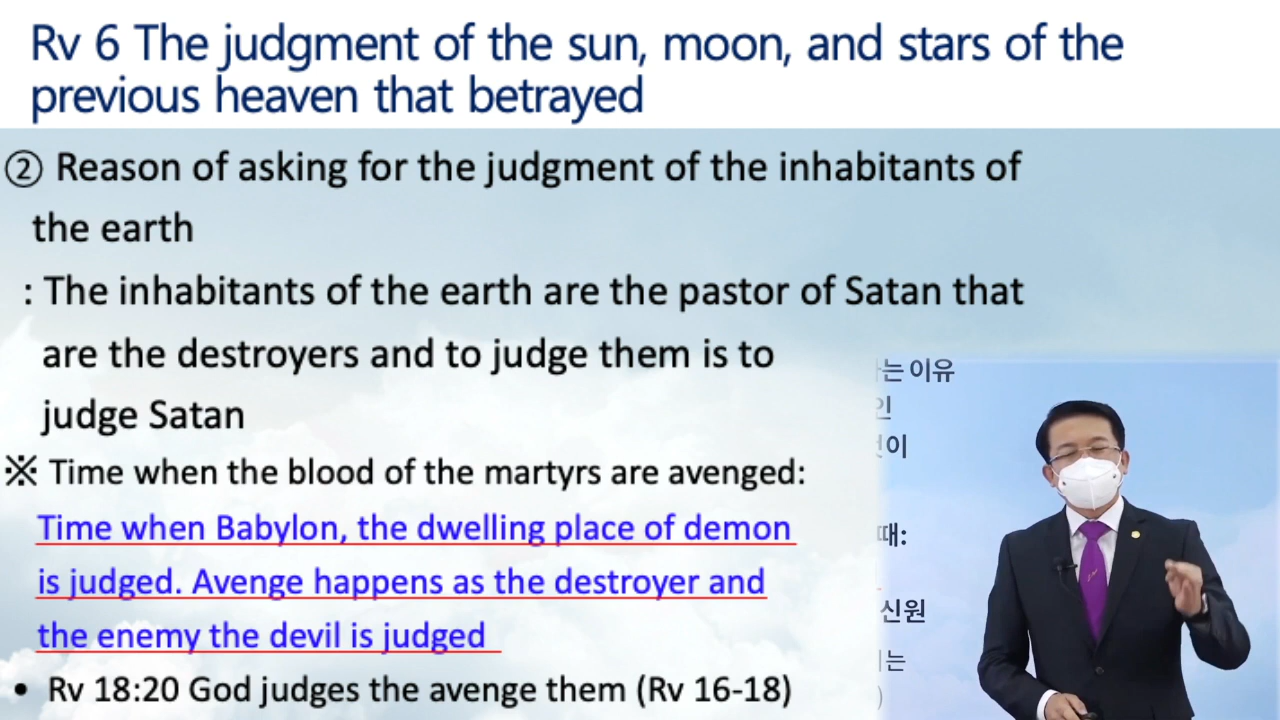 Rv 6 The judgment of the sun, moon, and stars of the
previous heaven that betrayed
② Reason of asking for the judgment of the inhabitants of
the earth
: The inhabitants of the earth are the pastor of Satan that
are the destroyers and to judge them is to
judge Satan
※ Time when the blood of the martyrs are avenged:
Time when Babylon, the dwelling place of demon
is judged. Avenge happens as the destroyer and
the enemy the devil is judged
• Rv 18:20 God judges the avenge them (Rv 16-18)
는 이유
인
이
때:
신원
는
)